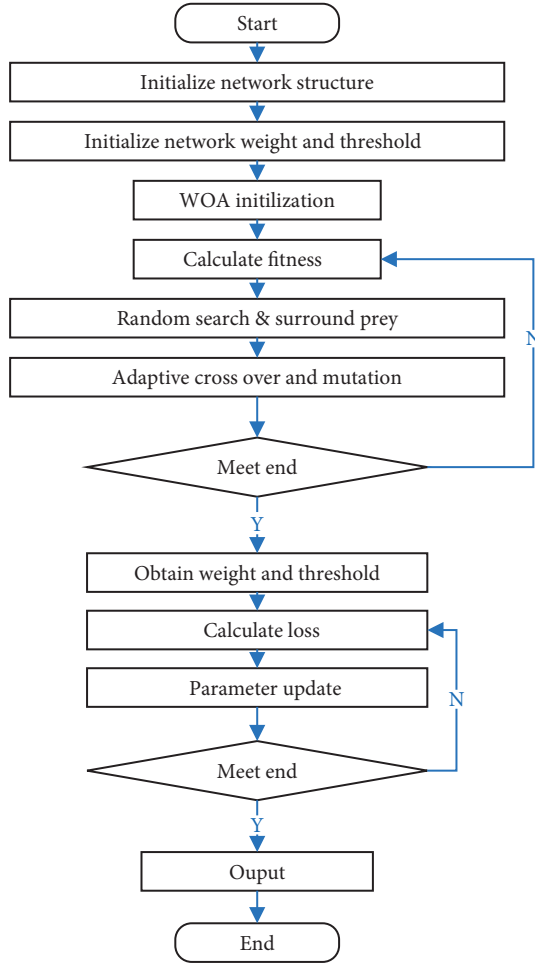 Start
Initialize network structure
Initialize network weight and threshold
WOA initilization
Calculate fitness
Random search & surround prey
N
Adaptive cross over and mutation
Meet end
Y
Obtain weight and threshold
Calculate loss
Parameter update
N
Meet end
Y
Ouput
End